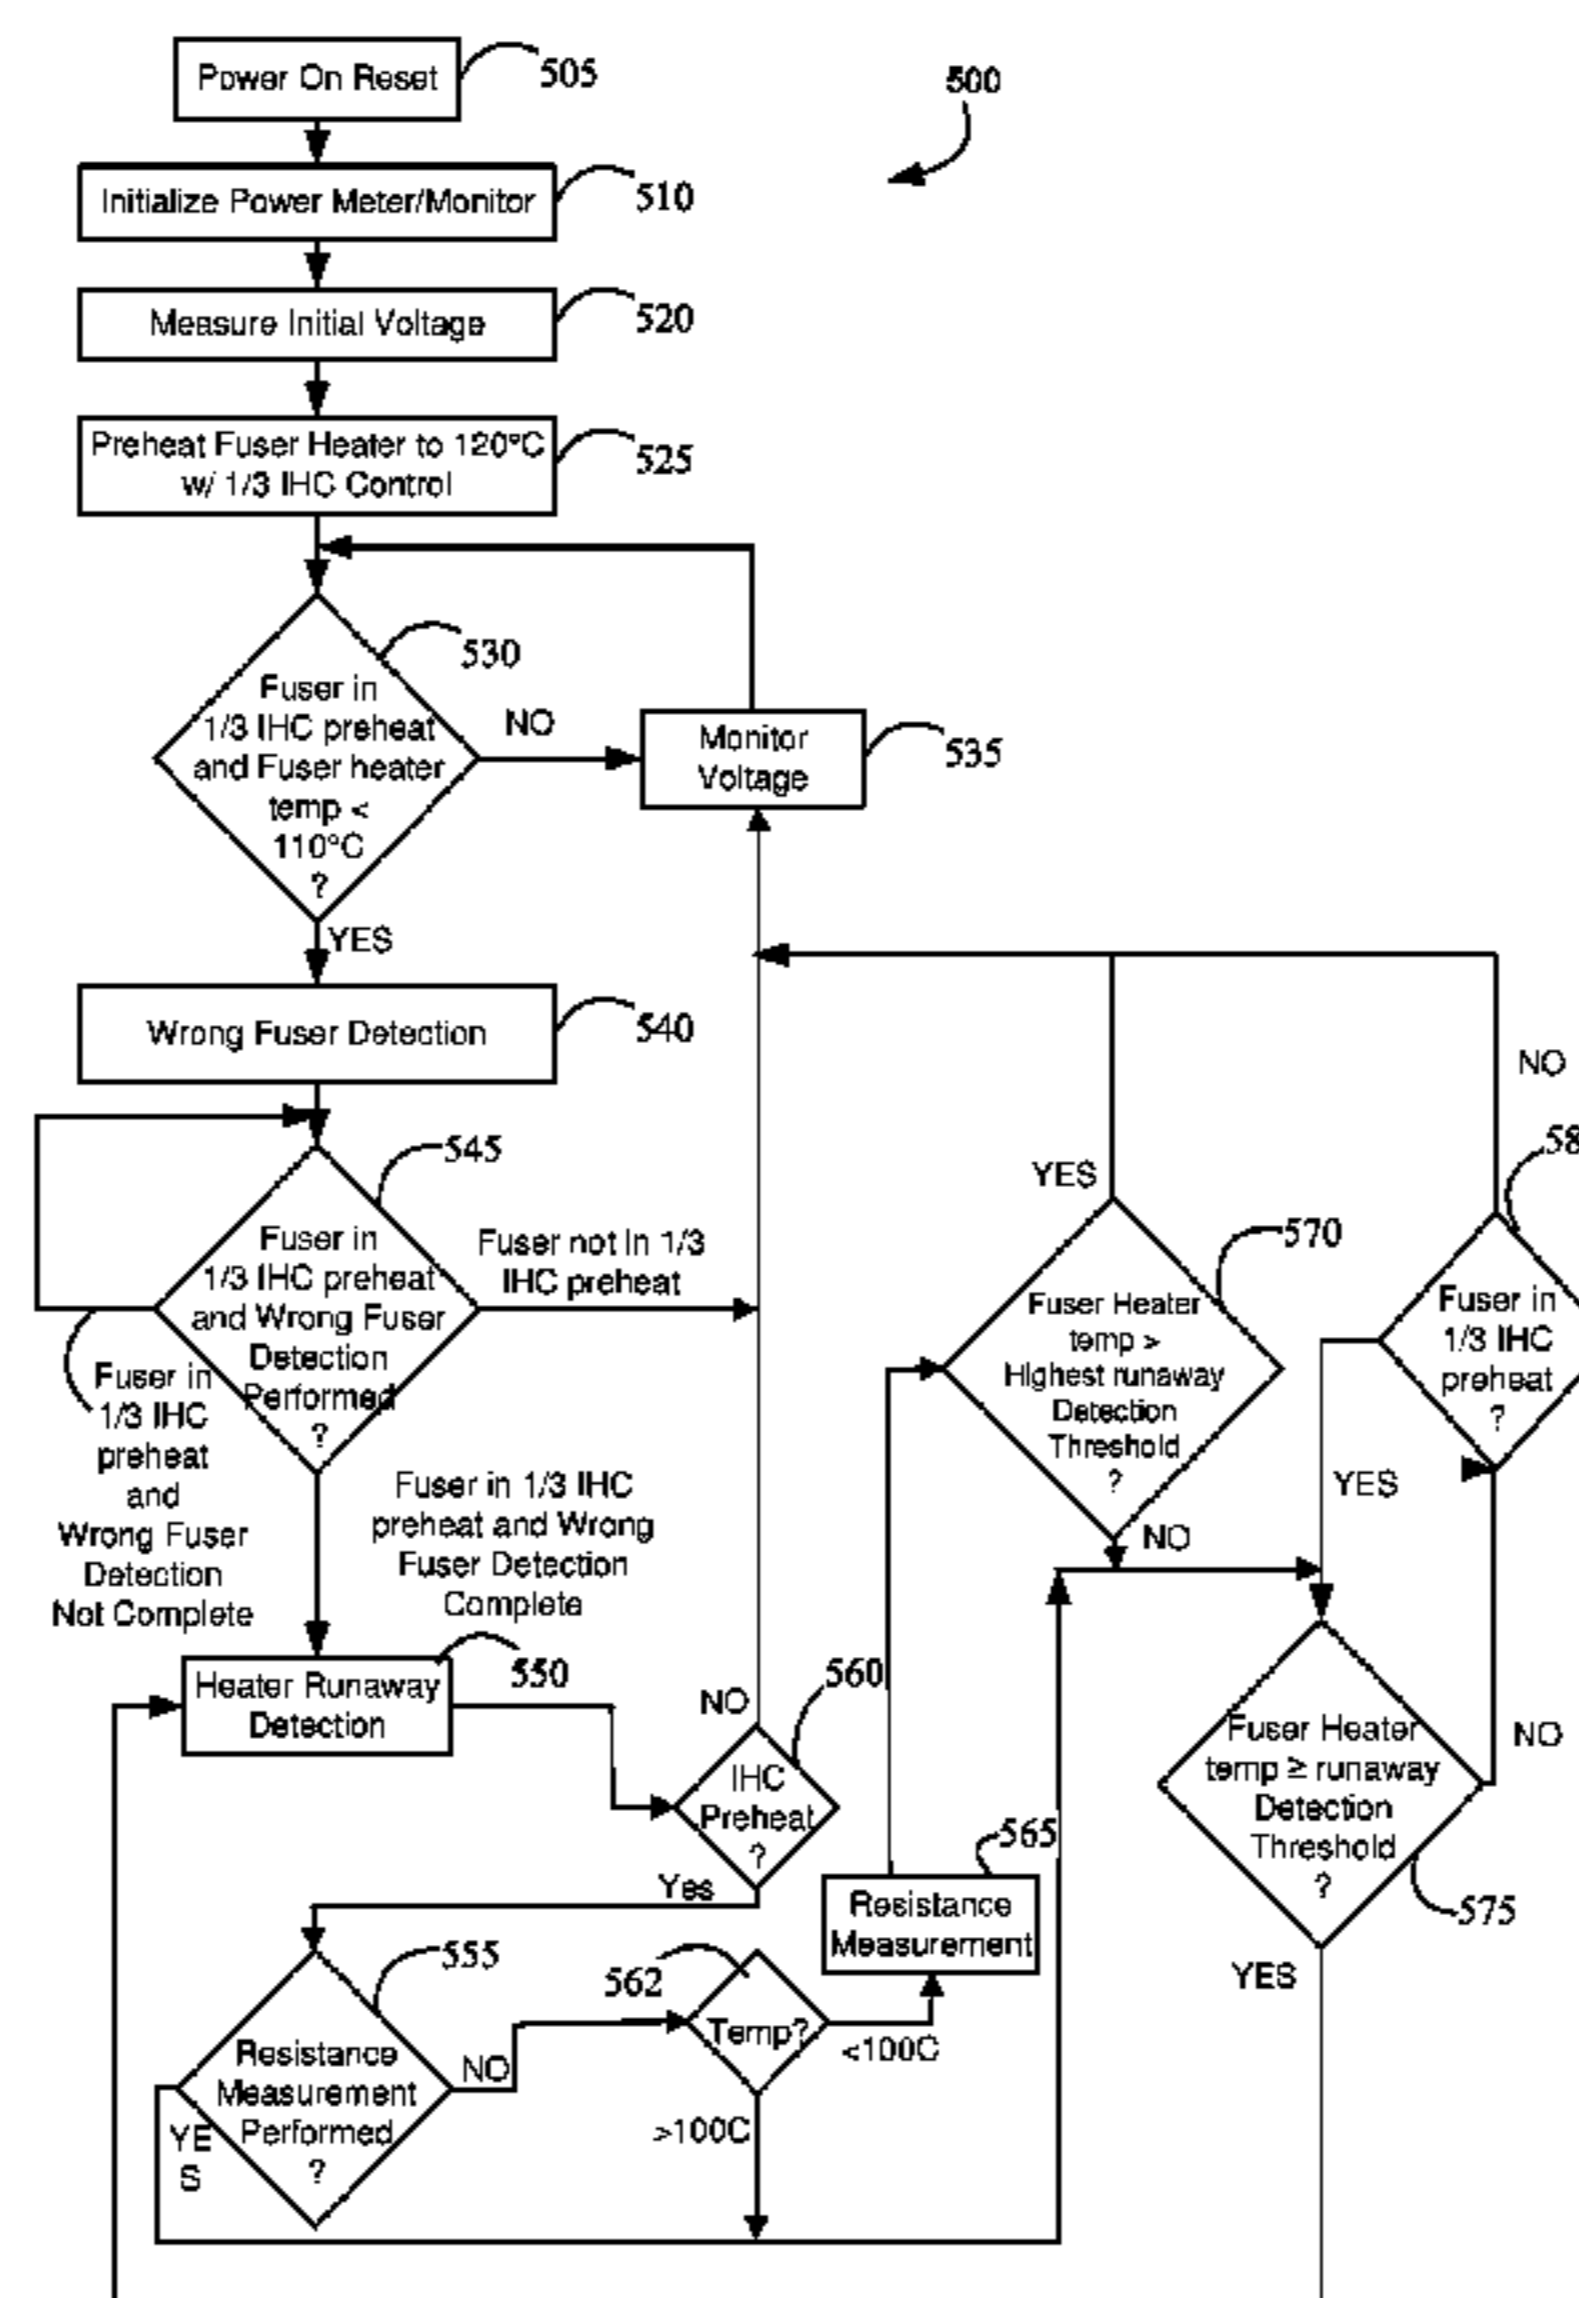 Power On Reset
505
500
Initialize Power Meter/Monitor
510
Measure Initial Voltage
520
Preheat Fuser Heater to 120°C
w/ 1/3 IHC Control
525
530
Fuser in
1/3 IHC preheat
and Fuser heater
temp <
110°C
?
NO
Monitor
Voltage
535
YES
Wrong Fuser Detection
540
545
Fuser in
1/3 IHC preheat
and Wrong Fuser
Detection
Performed
?
Fuser not in 1/3
IHC preheat
Fuser in
1/3 IHC
preheat
and
Wrong Fuser
Detection
Not Complete
Fuser in 1/3 IHC
preheat and Wrong
Fuser Detection
Complete
Heater Runaway
Detection
550
NO
560
IHC
Preheat
?
Yes
555
Resistance
Measurement
Performed
?
YE
S
NO
562
Temp?
<100C
>100C
565
Resistance
Measurement
YES
570
Fuser Heater
temp >
Highest runaway
Detection
Threshold
?
NO
NO
58
Fuser in
1/3 IHC
preheat
?
YES
Fuser Heater
temp ≥ runaway
Detection
Threshold
?
NO
575
YES